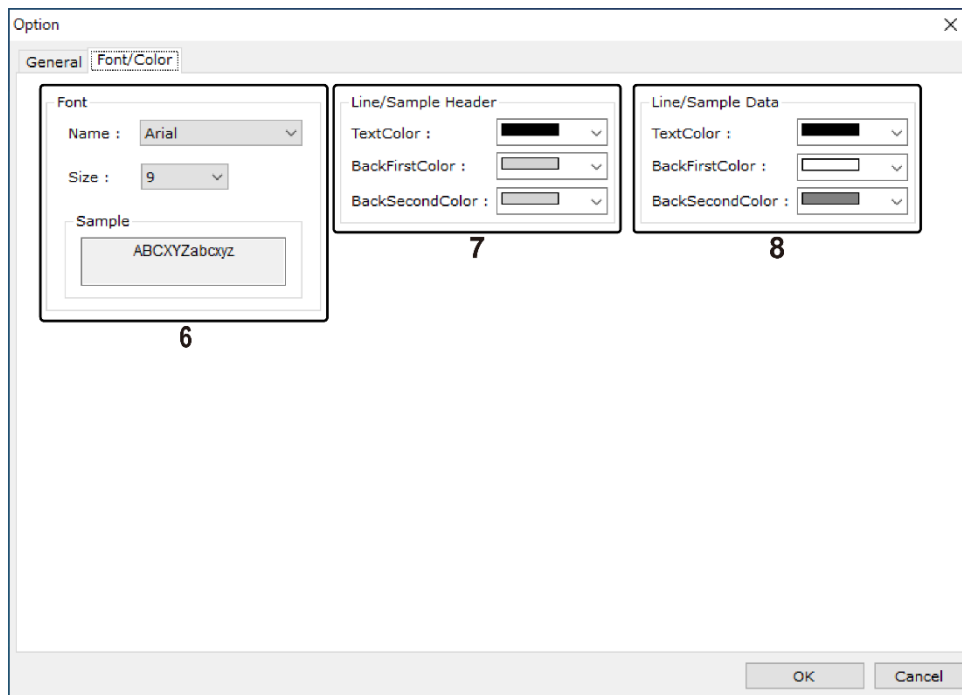 Option
General Font/Color
Font
Name : Arial
Size : 9
Sample
ABCXYZabcxyz
6
Line/Sample Header
TextColor :
BackFirstColor :
BackSecondColor :
7
Line/Sample Data
TextColor :
BackFirstColor :
BackSecondColor :
8
OK Cancel